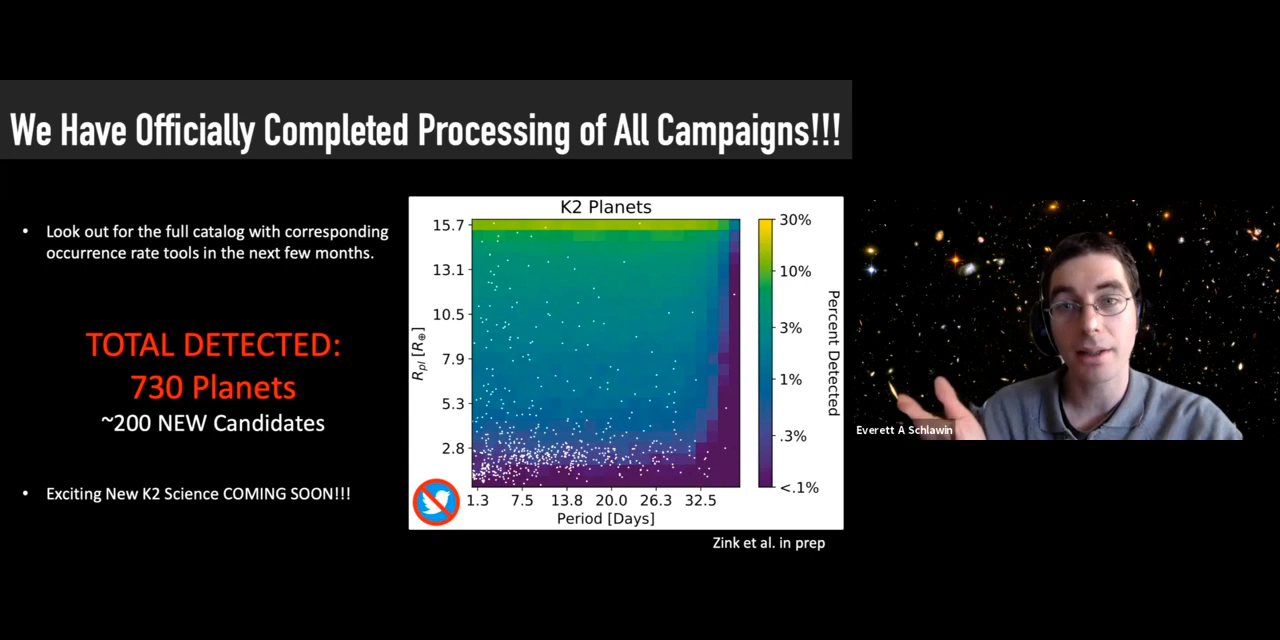 We Have Officially Completed Processing of All Campaigns!!!
• Look out for the full catalog with corresponding
occurrence rate tools in the next few months.
TOTAL DETECTED:
730 Planets
~200 NEW Candidates
• Exciting New K2 Science COMING SOON!!!
K2 Planets
15.7
13.1
10.5
7.9
5.3
2.8
Rpl [R⊕]
1.3 7.5 13.8 20.0 26.3 32.5
Period [Days]
30%
10%
3%
1%
.3%
<.1%
Percent Detected
Zink et al. in prep
Everett A Schlawin